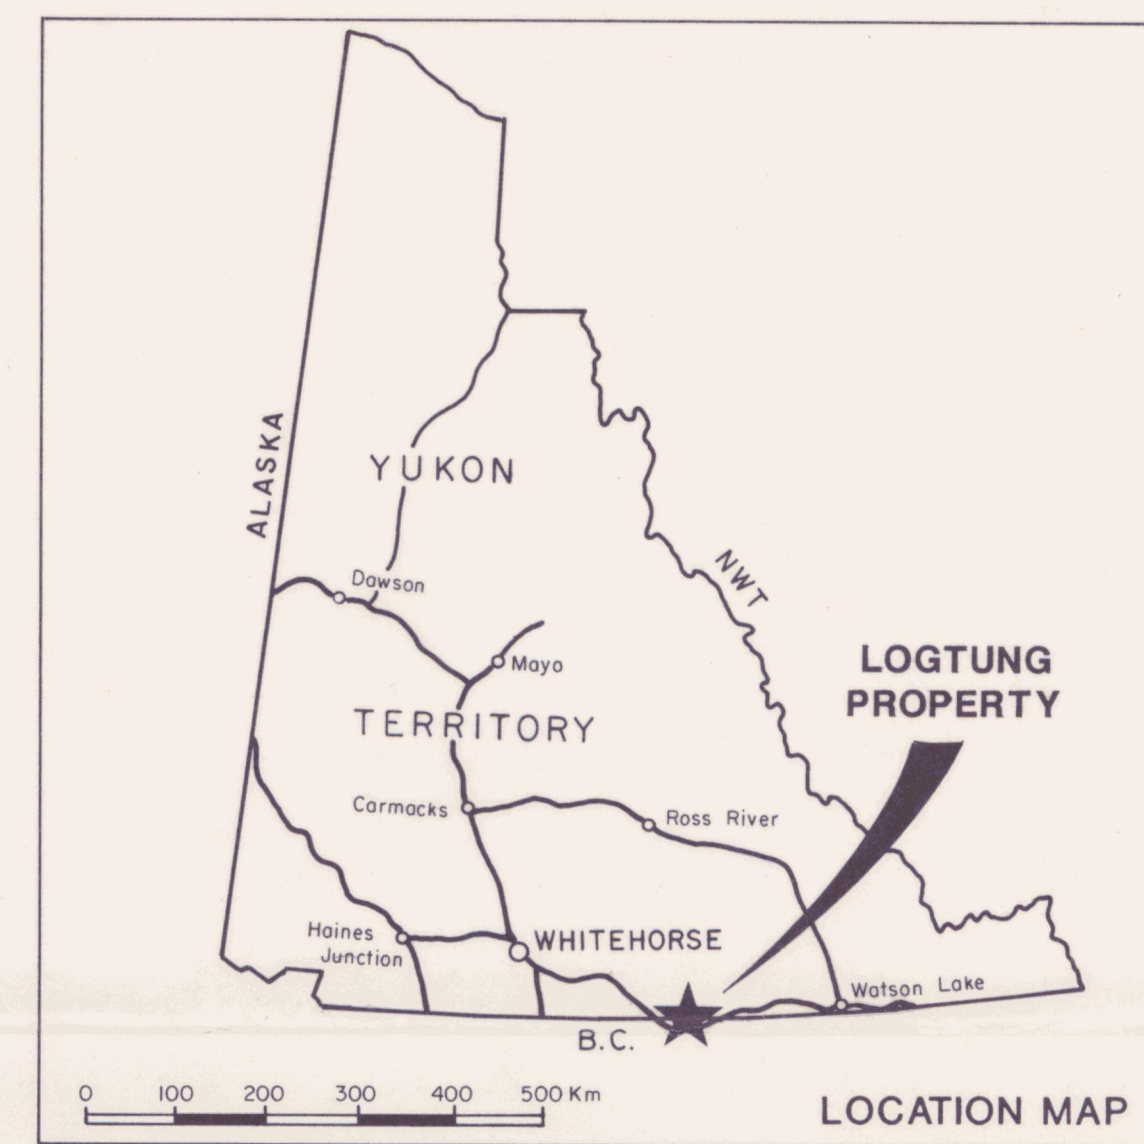 ALASKA
YUKON
Dawson
NWT
Mayo
LOGTUNG
PROPERTY
TERRITORY
Carmacks
Ross River
Haines
Junction
WHITEHORSE
Watson Lake
B.C.
0 100 200 300 400 500 Km
LOCATION MAP